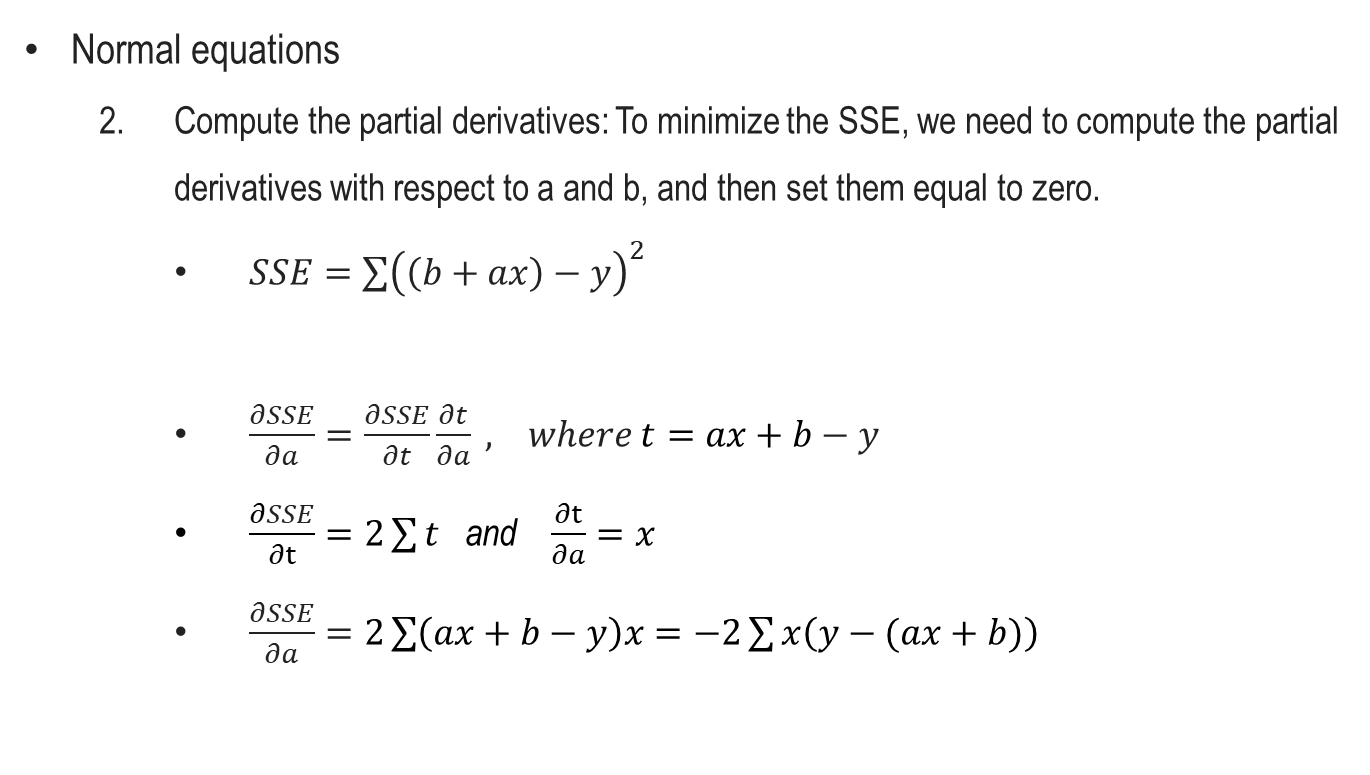 • Normal equations
2. Compute the partial derivatives: To minimize the SSE, we need to compute the partial
derivatives with respect to a and b, and then set them equal to zero.
• SSE = ∑((b + ax) − y)²
• ∂SSE/∂a = ∂SSE/∂t ∂t/∂a , where t = ax + b − y
• ∂SSE/∂t = 2 ∑ t and ∂t/∂a = x
• ∂SSE/∂a = 2 ∑(ax + b − y)x = −2 ∑ x(y − (ax + b))